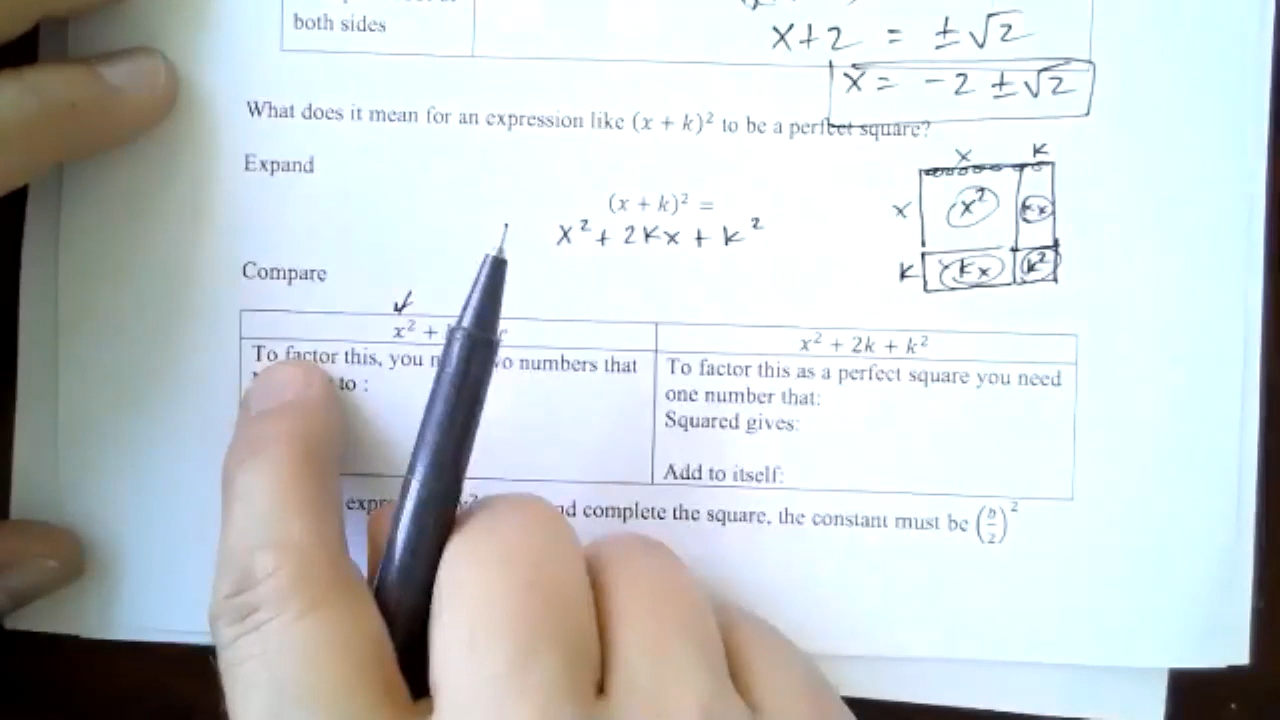 both sides
x+2 = ±√2
x = -2 ±√2
What does it mean for an expression like (x + k)² to be a perfect square?
Expand
x k
(x + k)² =
x x² kx
x² + 2kx + k²
k kx k²
Compare
x² +
x² + 2k + k²
To factor this, you numbers that
to :
To factor this as a perfect square you need
one number that:
Squared gives:
Add to itself:
complete the square, the constant must be (b/2)²